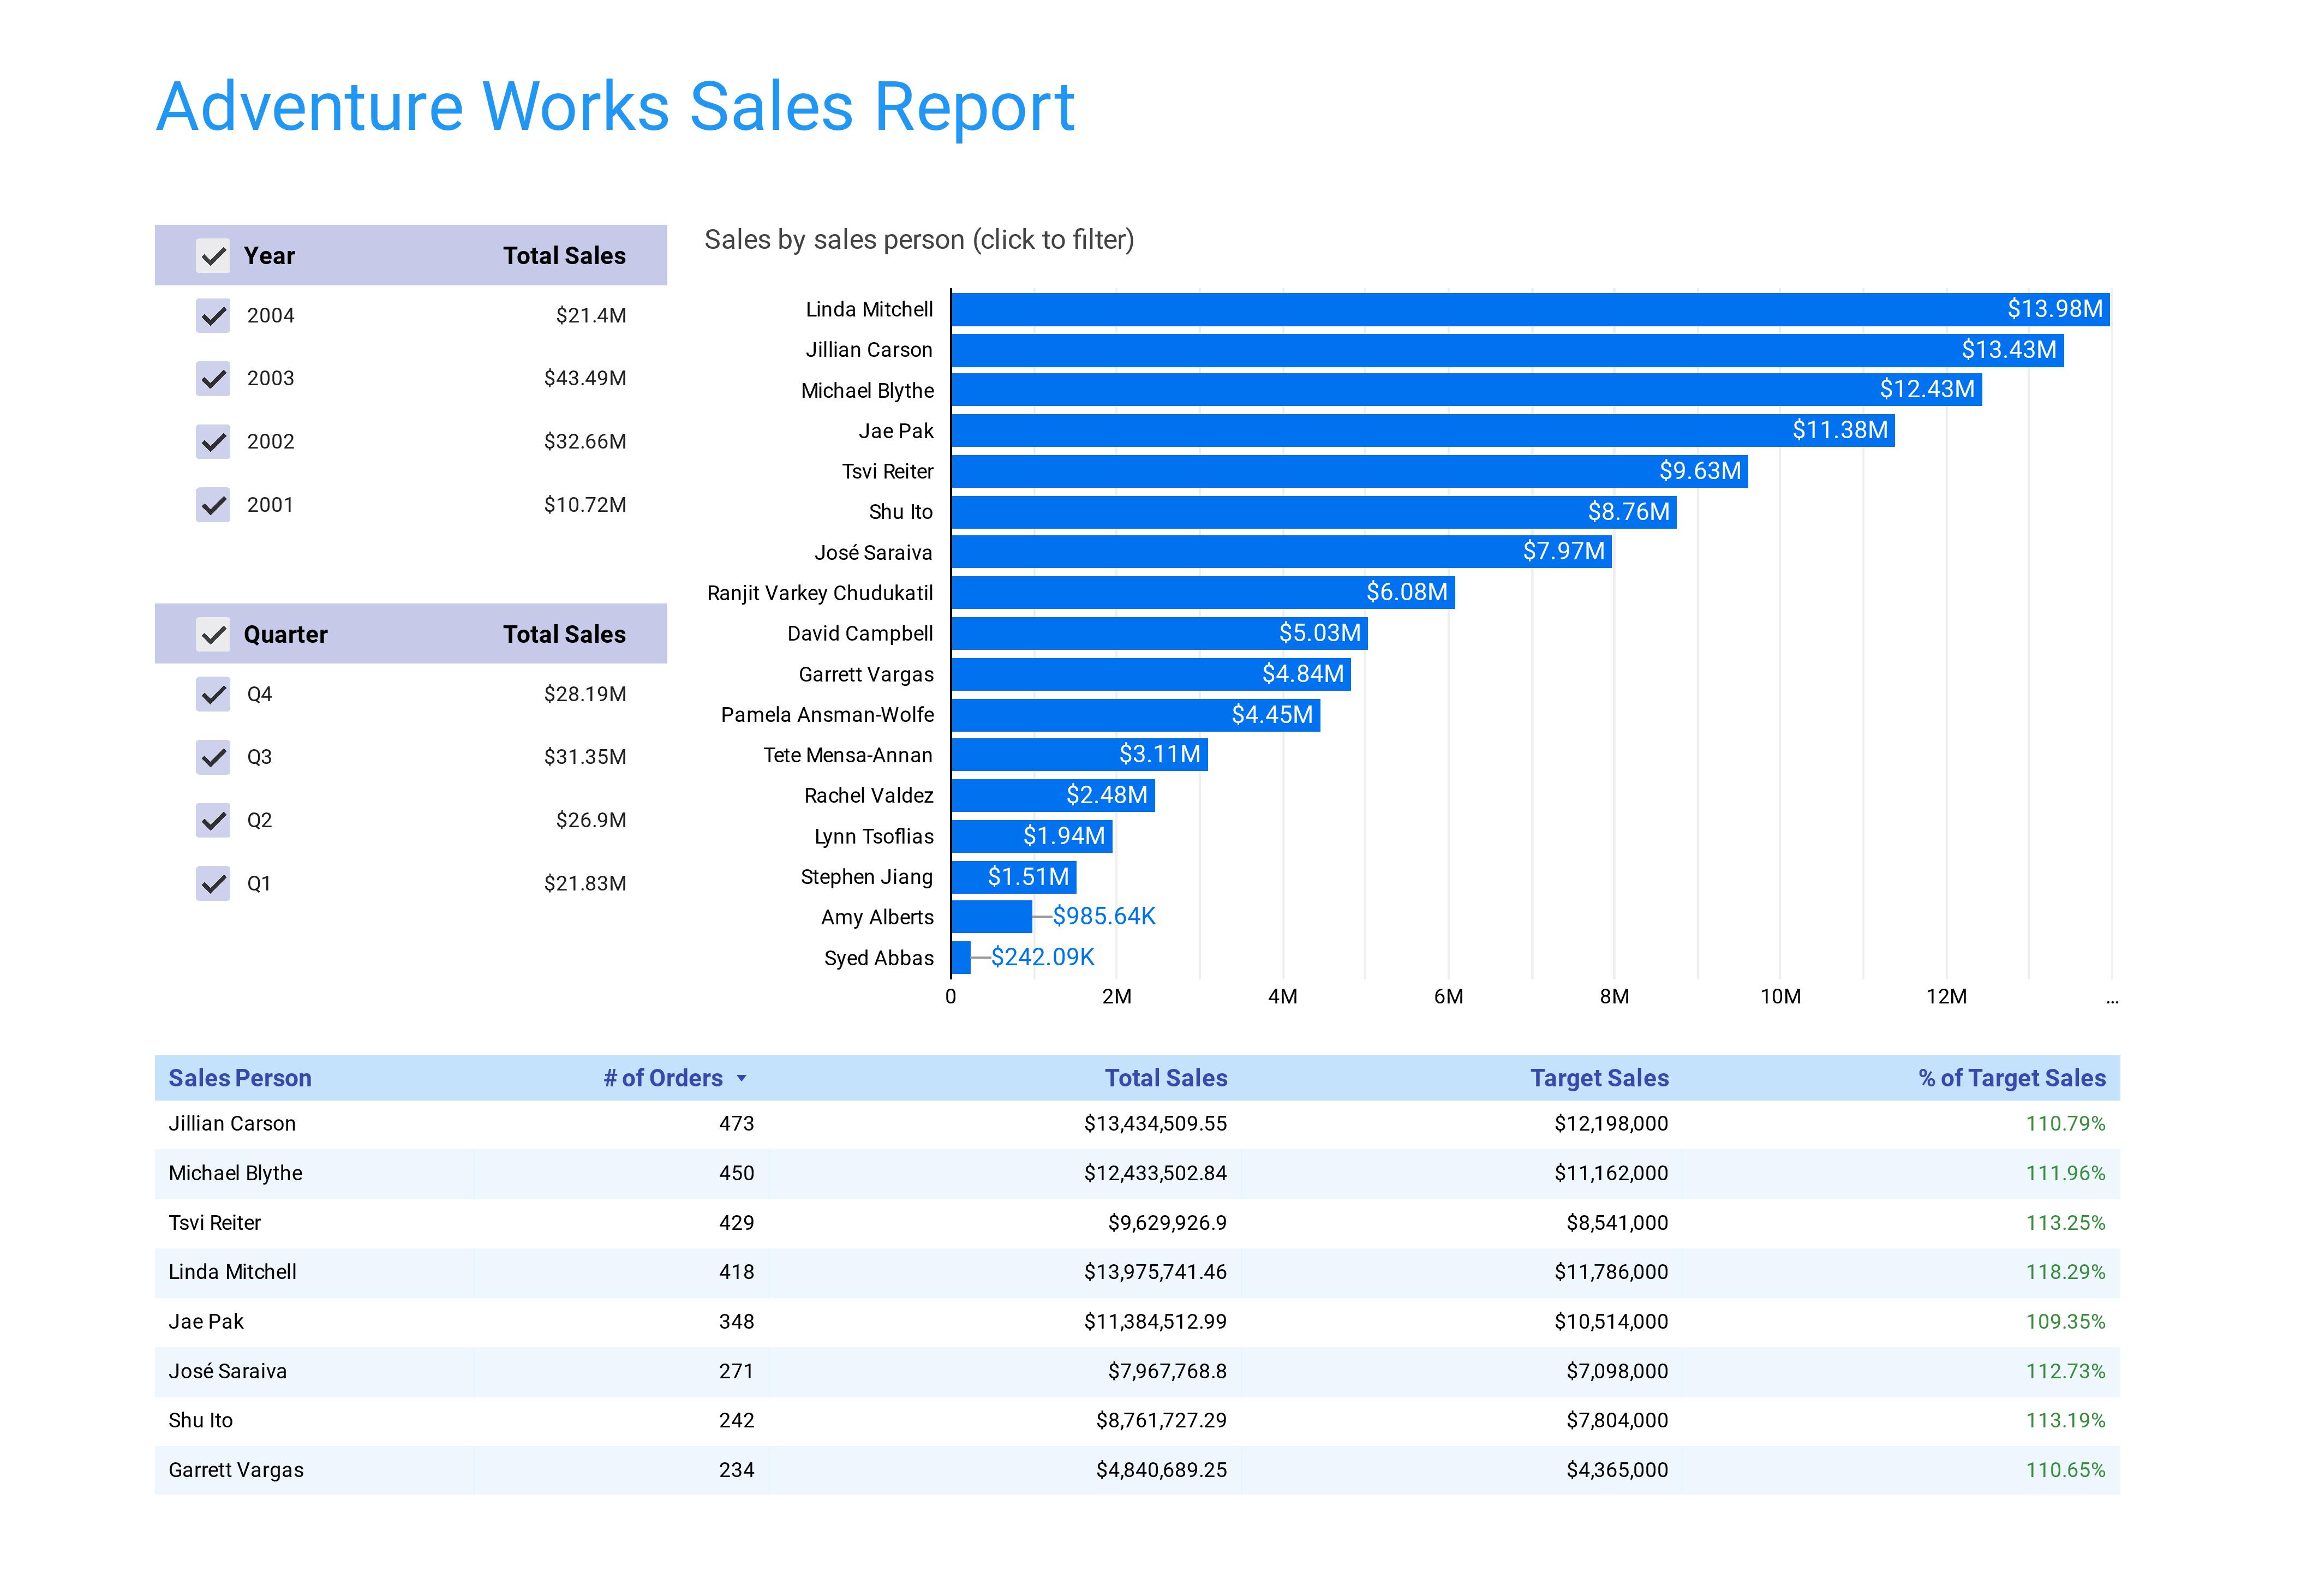 Adventure Works Sales Report
Year Total Sales
2004 $21.4M
2003 $43.49M
2002 $32.66M
2001 $10.72M
Quarter Total Sales
Q4 $28.19M
Q3 $31.35M
Q2 $26.9M
Q1 $21.83M
Sales by sales person (click to filter)
Linda Mitchell $13.98M
Jillian Carson $13.43M
Michael Blythe $12.43M
Jae Pak $11.38M
Tsvi Reiter $9.63M
Shu Ito $8.76M
José Saraiva $7.97M
Ranjit Varkey Chudukatil $6.08M
David Campbell $5.03M
Garrett Vargas $4.84M
Pamela Ansman-Wolfe $4.45M
Tete Mensa-Annan $3.11M
Rachel Valdez $2.48M
Lynn Tsoflias $1.94M
Stephen Jiang $1.51M
Amy Alberts $985.64K
Syed Abbas $242.09K
0 2M 4M 6M 8M 10M 12M ...
Sales Person # of Orders Total Sales Target Sales % of Target Sales
Jillian Carson 473 $13,434,509.55 $12,198,000 110.79%
Michael Blythe 450 $12,433,502.84 $11,162,000 111.96%
Tsvi Reiter 429 $9,629,926.9 $8,541,000 113.25%
Linda Mitchell 418 $13,975,741.46 $11,786,000 118.29%
Jae Pak 348 $11,384,512.99 $10,514,000 109.35%
José Saraiva 271 $7,967,768.8 $7,098,000 112.73%
Shu Ito 242 $8,761,727.29 $7,804,000 113.19%
Garrett Vargas 234 $4,840,689.25 $4,365,000 110.65%